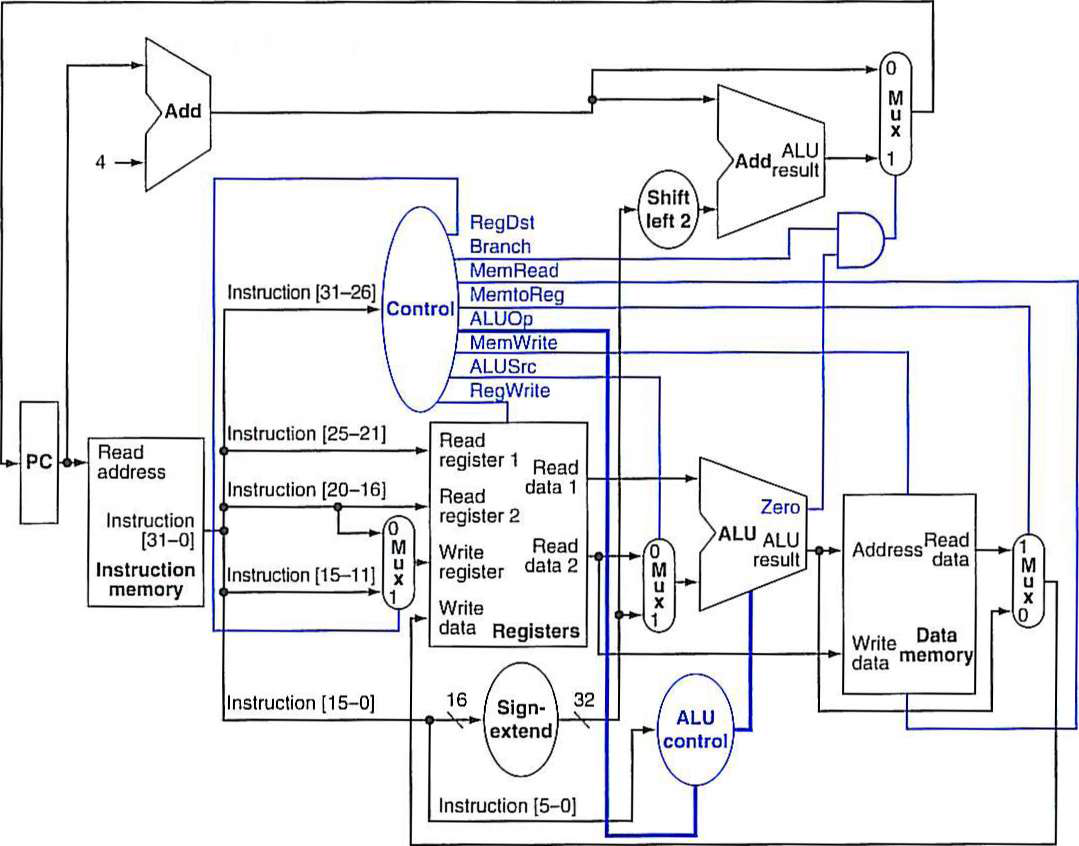 0
M
u
x
1
Add
4
Add
ALU
result
Shift
left 2
RegDst
Branch
MemRead
MemtoReg
ALUOp
MemWrite
ALUSrc
RegWrite
Control
Instruction [31–26]
Instruction [25–21]
Instruction [20–16]
Instruction [15–11]
Instruction [15–0]
PC
Read
address
Instruction
[31–0]
Instruction
memory
0
M
u
x
1
Read
register 1
Read
register 2
Write
register
Write
data
Read
data 1
Read
data 2
Registers
0
M
u
x
1
Zero
ALU
ALU
result
Address
Read
data
Write
data
Data
memory
1
M
u
x
0
16
Sign-
extend
32
ALU
control
Instruction [5–0]